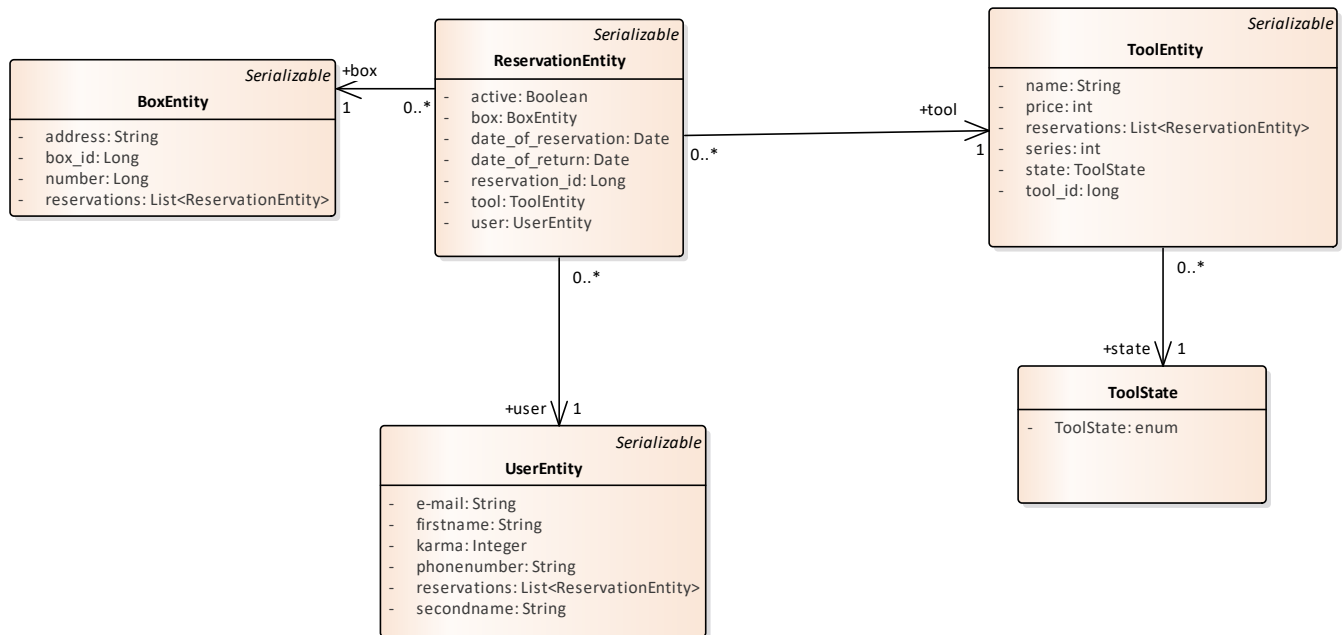 Serializable
BoxEntity
- address: String
- box_id: Long
- number: Long
- reservations: List<ReservationEntity>
+box
1
0..*
Serializable
ReservationEntity
- active: Boolean
- box: BoxEntity
- date_of_reservation: Date
- date_of_return: Date
- reservation_id: Long
- tool: ToolEntity
- user: UserEntity
0..*
+tool
1
Serializable
ToolEntity
- name: String
- price: int
- reservations: List<ReservationEntity>
- series: int
- state: ToolState
- tool_id: long
0..*
+state
1
ToolState
- ToolState: enum
0..*
+user
1
Serializable
UserEntity
- e-mail: String
- firstname: String
- karma: Integer
- phonenumber: String
- reservations: List<ReservationEntity>
- secondname: String